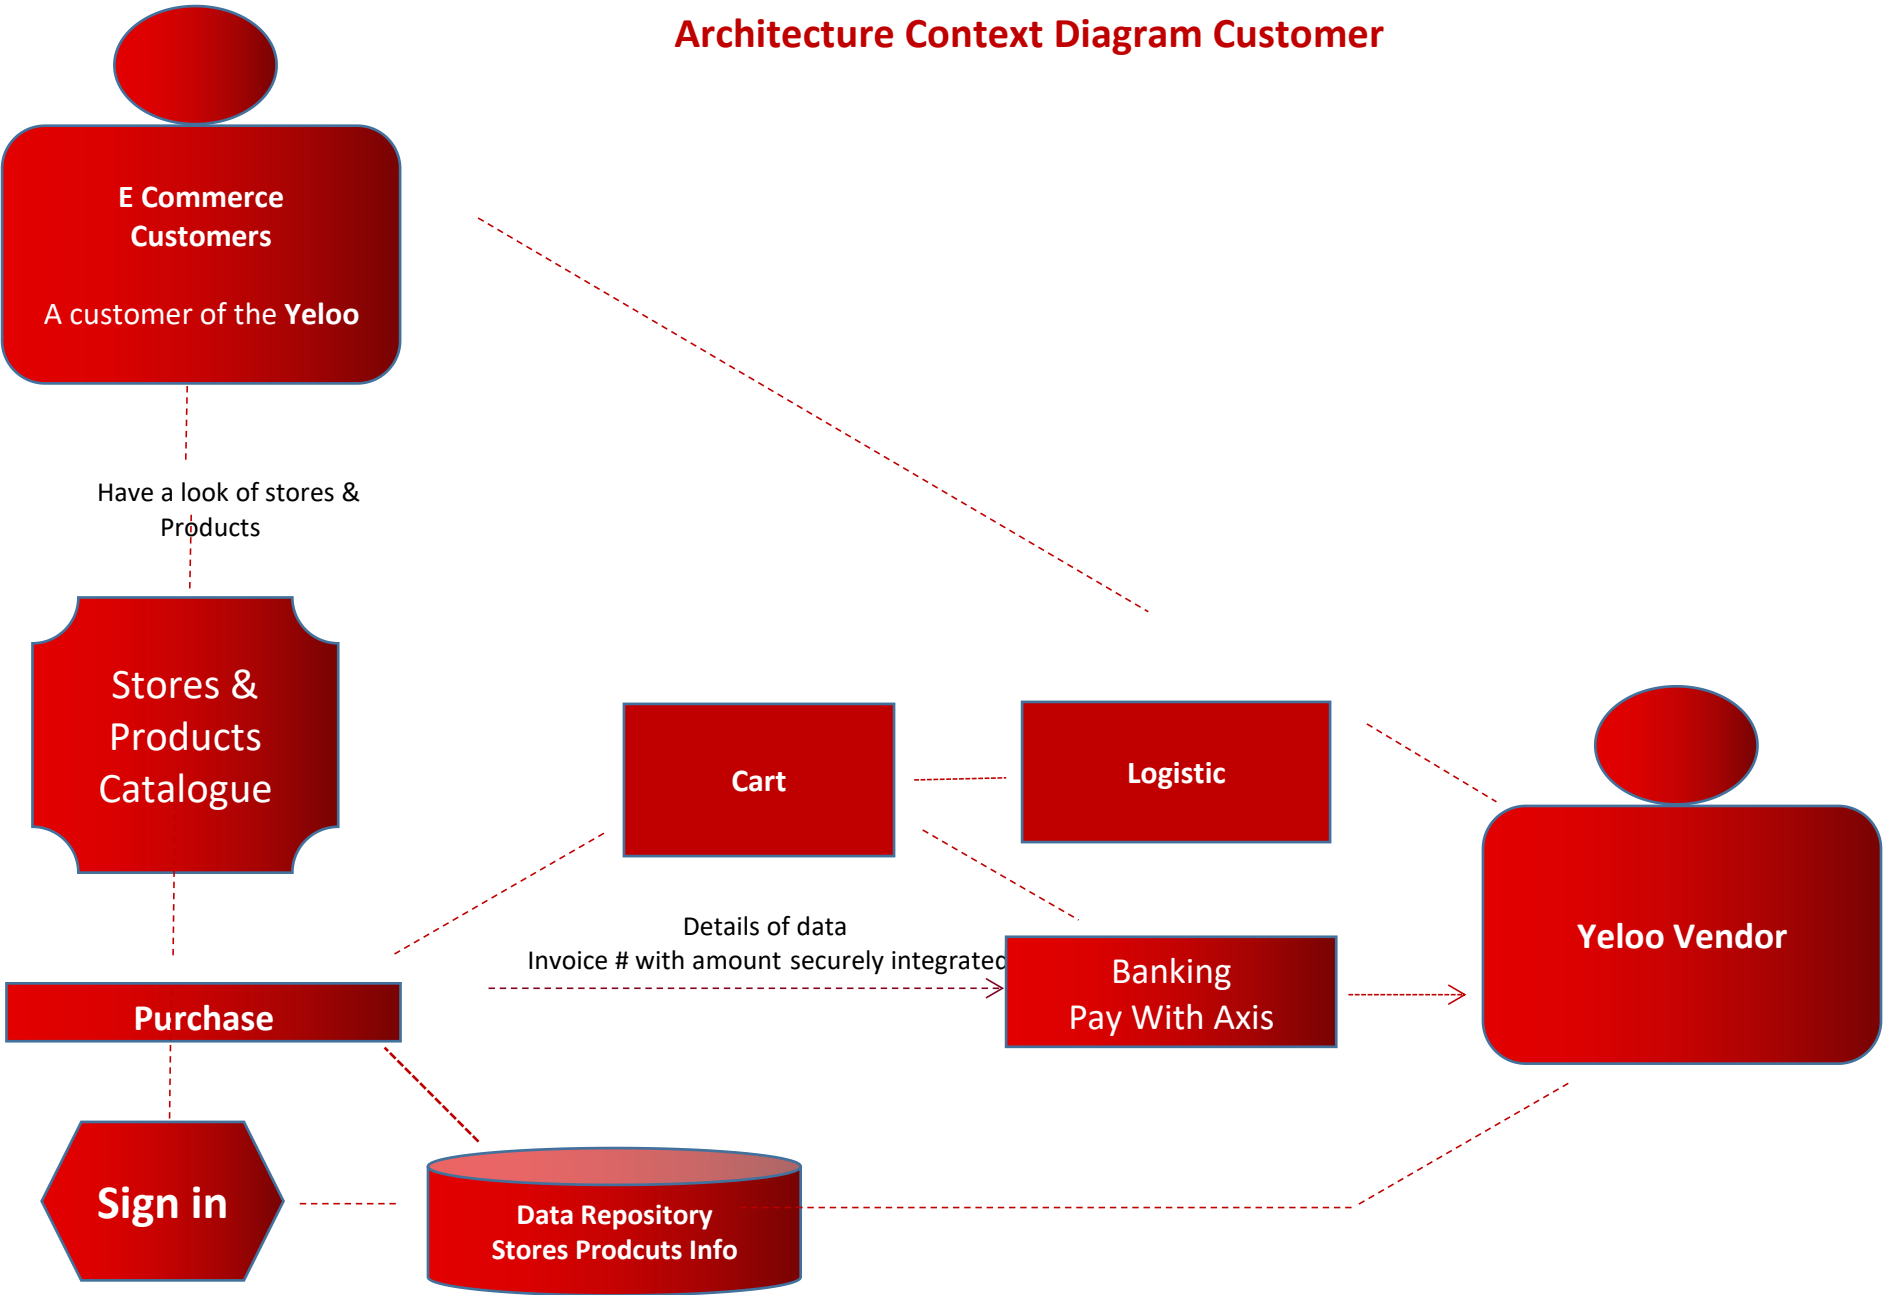 Architecture Context Diagram Customer
E Commerce
Customers
A customer of the Yeloo
Have a look of stores &
Products
Stores &
Products
Catalogue
Cart
Logistic
Details of data
Invoice # with amount securely integrated
Banking
Pay With Axis
Yeloo Vendor
Purchase
Sign in
Data Repository
Stores Prodcuts Info